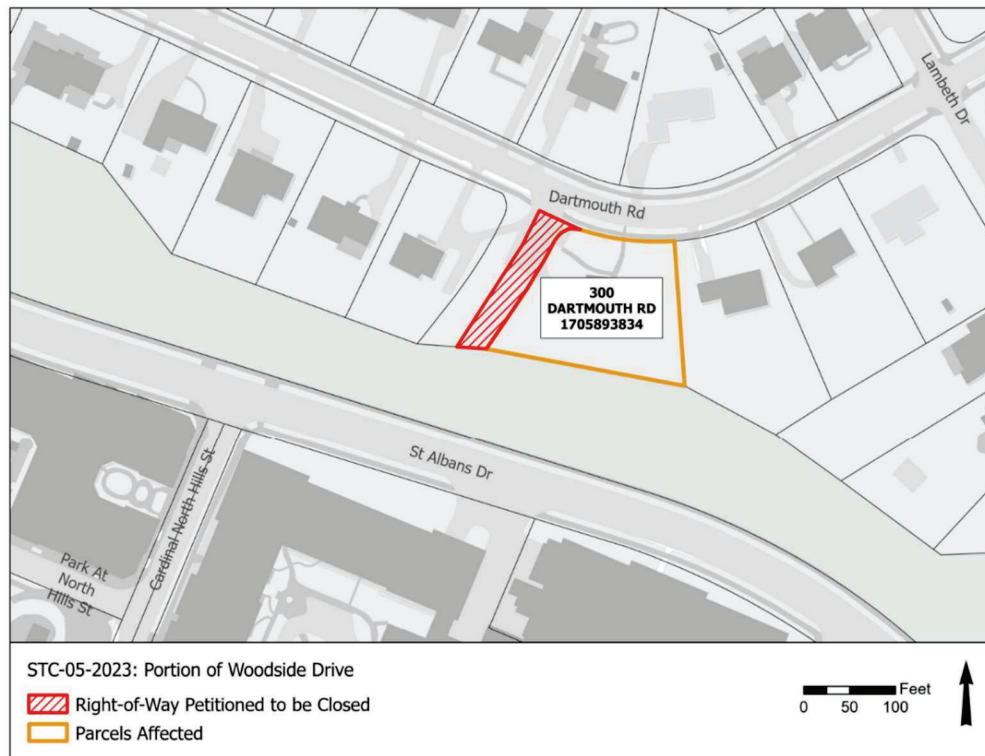 Lambeth Dr
Dartmouth Rd
300
DARTMOUTH RD
1705893834
St Albans Dr
Cardinal North Hills St
Park At
North
Hills St
STC-05-2023: Portion of Woodside Drive
Right-of-Way Petitioned to be Closed
Parcels Affected
Feet
0 50 100